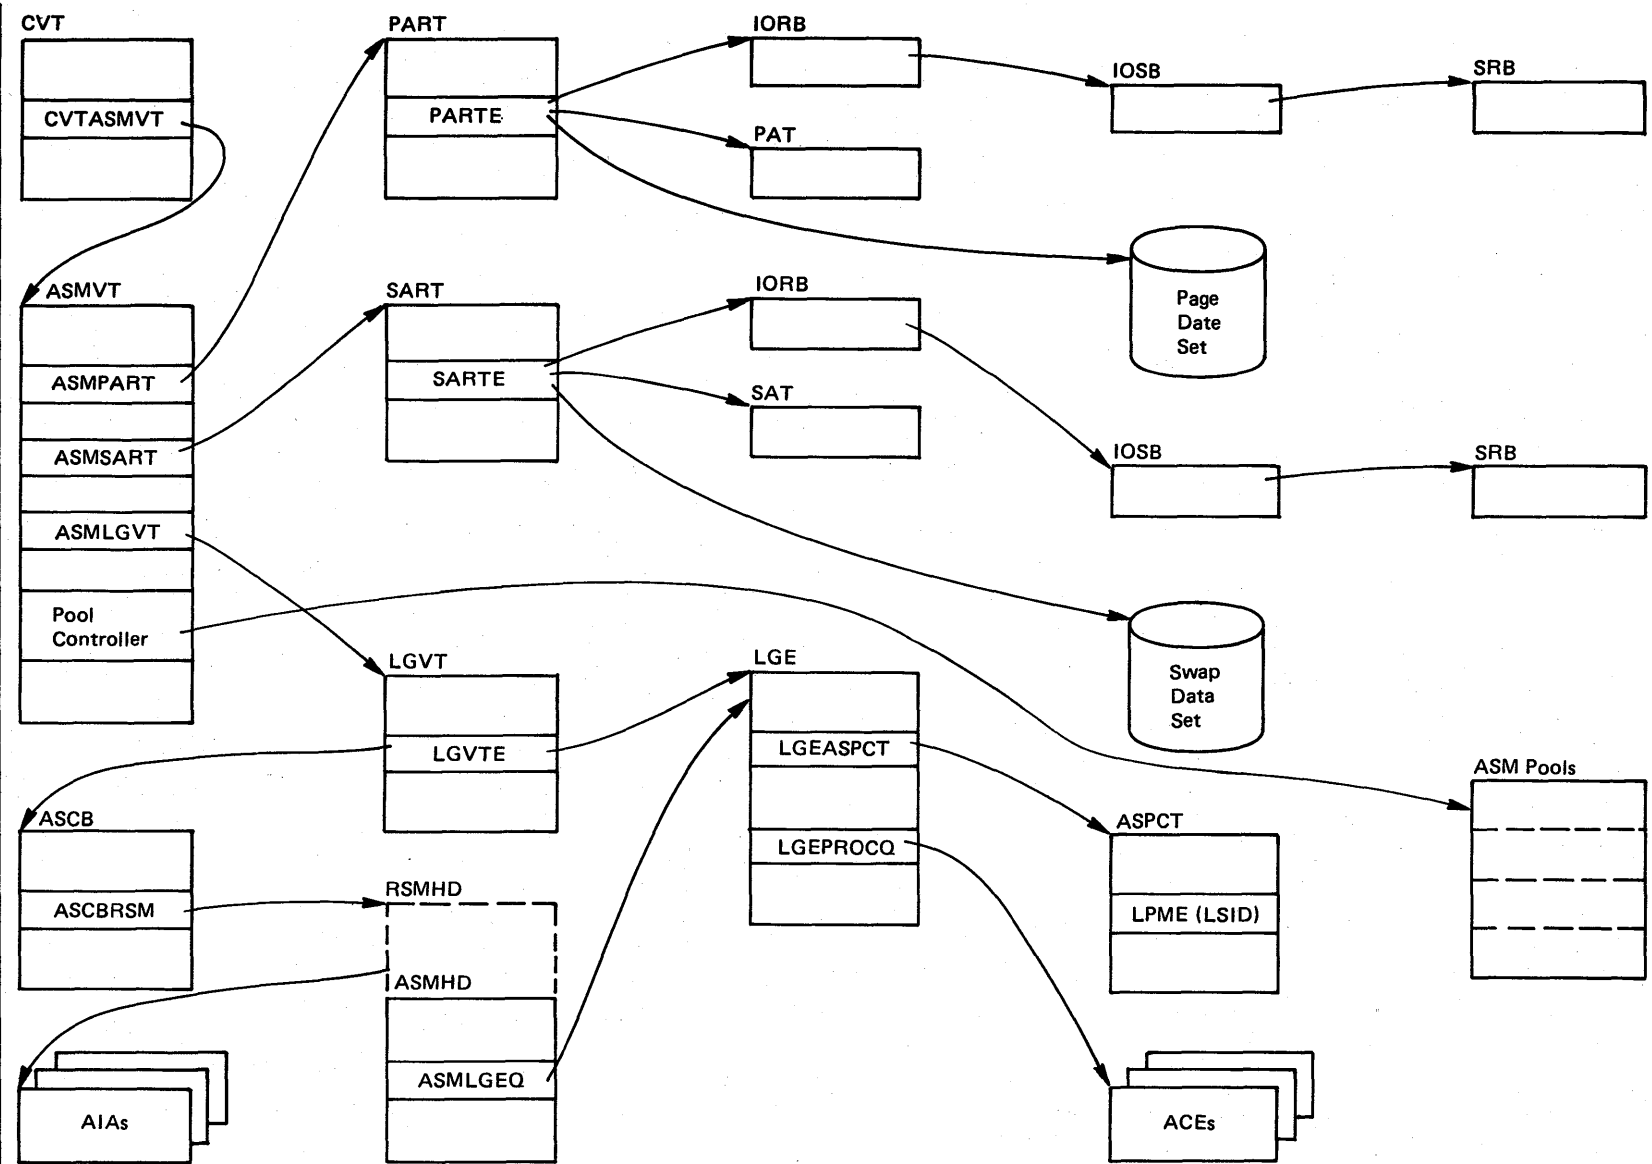 CVT
CVTASMVT
PART
PARTE
IORB
IOSB
SRB
PAT
Page
Date
Set
ASMVT
ASMPART
ASMSART
ASMLGVT
Pool
Controller
SART
SARTE
IORB
SAT
IOSB
SRB
Swap
Data
Set
LGVT
LGVTE
LGE
LGEASPCT
LGEPROCQ
ASM Pools
ASCB
ASCBRSM
RSMHD
ASMHD
ASMLGEQ
ASPCT
LPME (LSID)
AIAs
ACEs